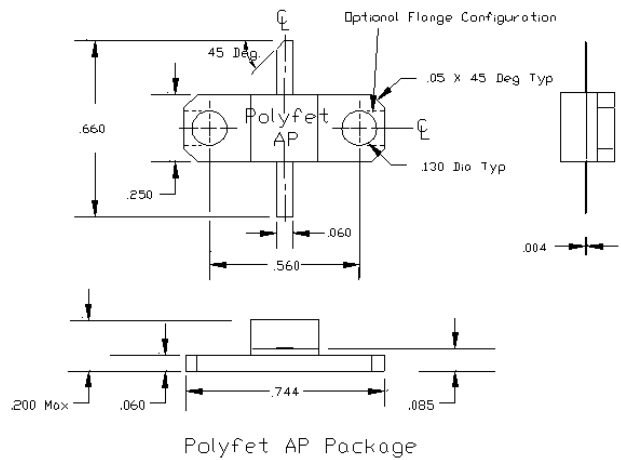 CL
Optional Flange Configuration
45 Deg.
.05 X 45 Deg Typ
Polyfet
AP
CL
.660
.130 Dia Typ
.250
.060
.004
.560
.200 Max
.060
.744
.085
Polyfet AP Package